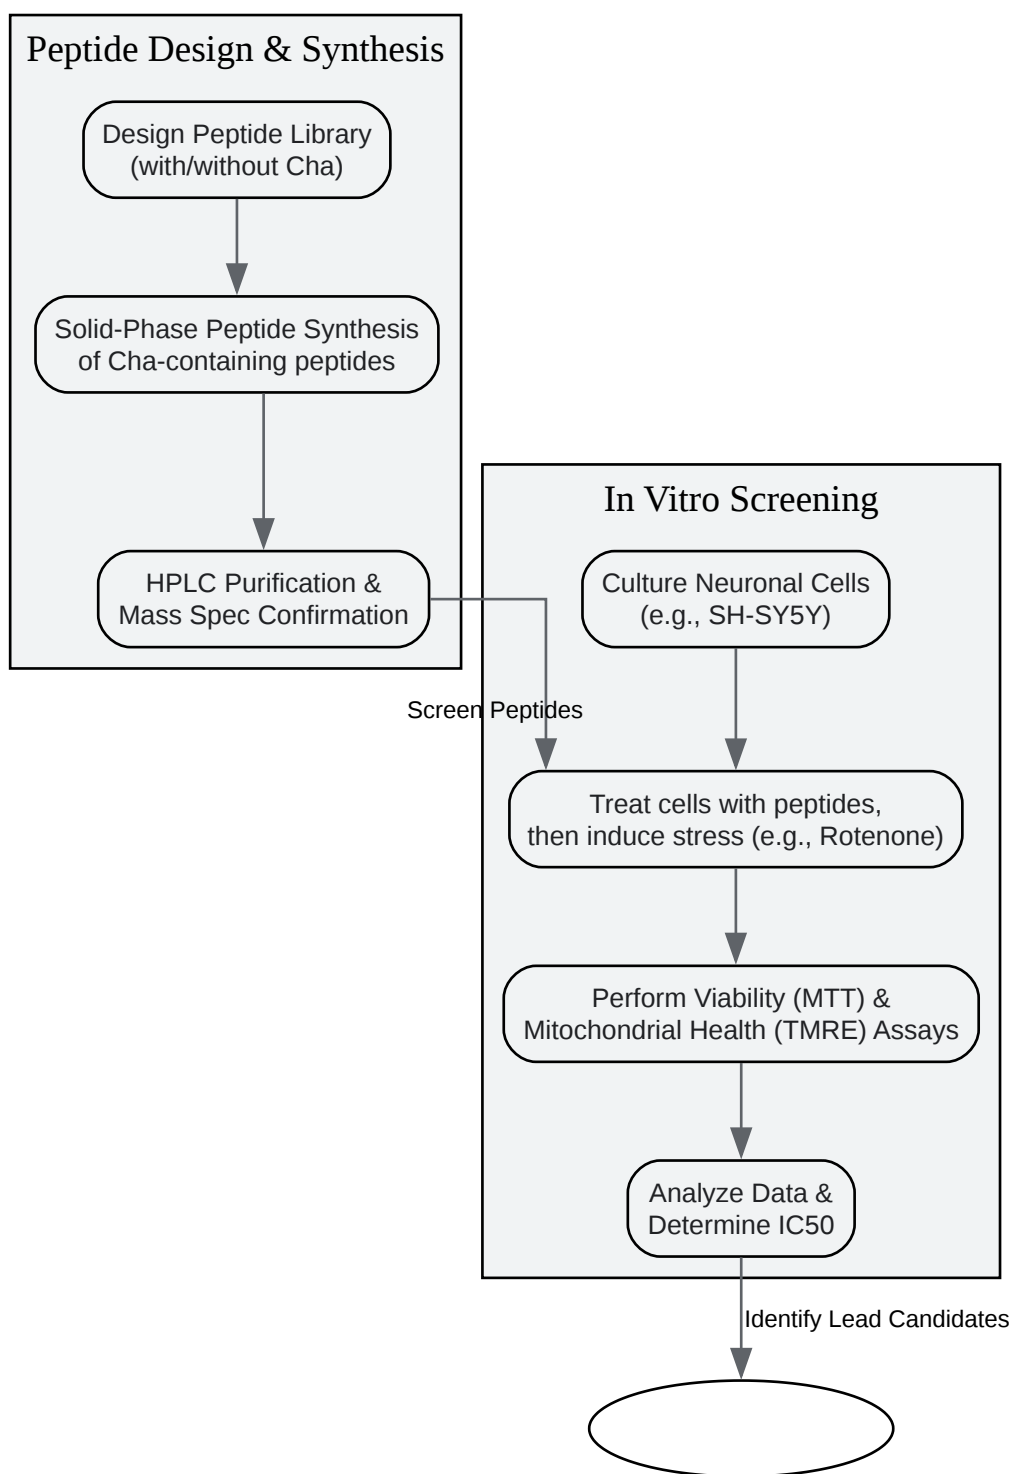 Peptide Design & Synthesis
Design Peptide Library
(with/without Cha)
Solid-Phase Peptide Synthesis
of Cha-containing peptides
HPLC Purification &
Mass Spec Confirmation
Screen Peptides
In Vitro Screening
Culture Neuronal Cells
(e.g., SH-SY5Y)
Treat cells with peptides,
then induce stress (e.g., Rotenone)
Perform Viability (MTT) &
Mitochondrial Health (TMRE) Assays
Analyze Data &
Determine IC50
Identify Lead Candidates